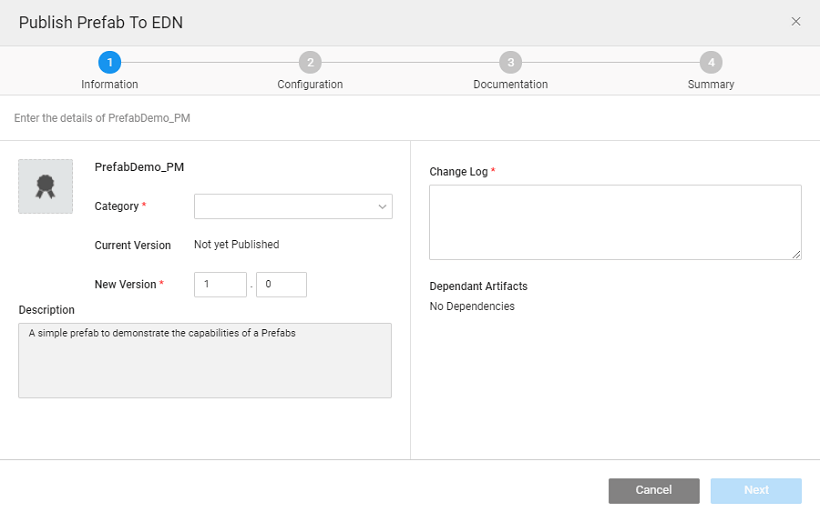 Publish Prefab To EDN
1
2
3
4
Information
Configuration
Documentation
Summary
Enter the details of PrefabDemo_PM
PrefabDemo_PM
Category *
Current Version Not yet Published
New Version * 1 . 0
Description
A simple prefab to demonstrate the capabilities of a Prefabs
Change Log *
Dependant Artifacts
No Dependencies
Cancel
Next